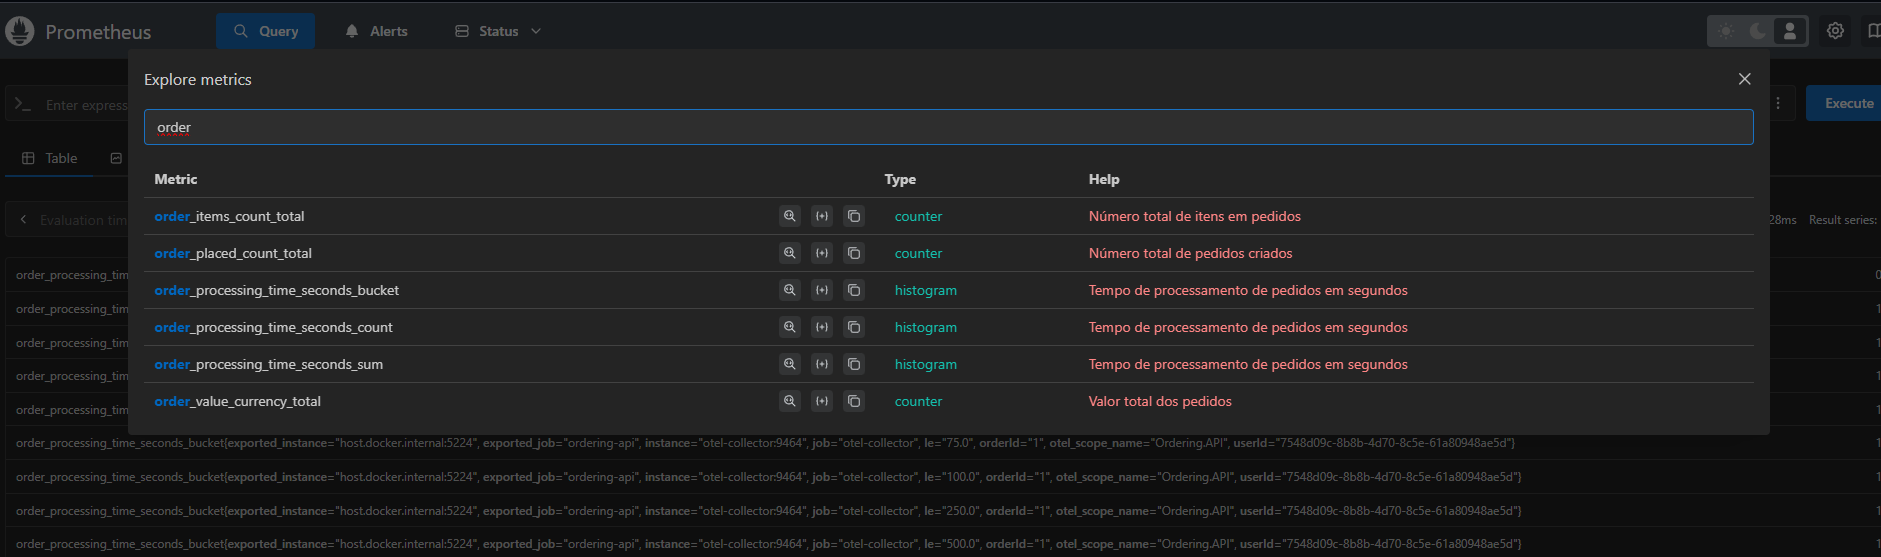 Prometheus Query Alerts Status
Explore metrics
Enter express
order
Execute
Table
Metric Type Help
order_items_count_total counter Número total de itens em pedidos
Evaluation tim 28ms Result series:
order_placed_count_total counter Número total de pedidos criados
order_processing_tim
order_processing_time_seconds_bucket histogram Tempo de processamento de pedidos em segundos
order_processing_tim
order_processing_time_seconds_count histogram Tempo de processamento de pedidos em segundos
order_processing_tim
order_processing_time_seconds_sum histogram Tempo de processamento de pedidos em segundos
order_processing_tim
order_value_currency_total counter Valor total dos pedidos
order_processing_tim
order_processing_time_seconds_bucket{exported_instance="host.docker.internal:5224", exported_job="ordering-api", instance="otel-collector:9464", job="otel-collector", le="75.0", orderId="1", otel_scope_name="Ordering.API", userId="7548d09c-8b8b-4d70-8c5e-61a80948ae5d"}
order_processing_time_seconds_bucket{exported_instance="host.docker.internal:5224", exported_job="ordering-api", instance="otel-collector:9464", job="otel-collector", le="100.0", orderId="1", otel_scope_name="Ordering.API", userId="7548d09c-8b8b-4d70-8c5e-61a80948ae5d"}
order_processing_time_seconds_bucket{exported_instance="host.docker.internal:5224", exported_job="ordering-api", instance="otel-collector:9464", job="otel-collector", le="250.0", orderId="1", otel_scope_name="Ordering.API", userId="7548d09c-8b8b-4d70-8c5e-61a80948ae5d"}
order_processing_time_seconds_bucket{exported_instance="host.docker.internal:5224", exported_job="ordering-api", instance="otel-collector:9464", job="otel-collector", le="500.0", orderId="1", otel_scope_name="Ordering.API", userId="7548d09c-8b8b-4d70-8c5e-61a80948ae5d"}